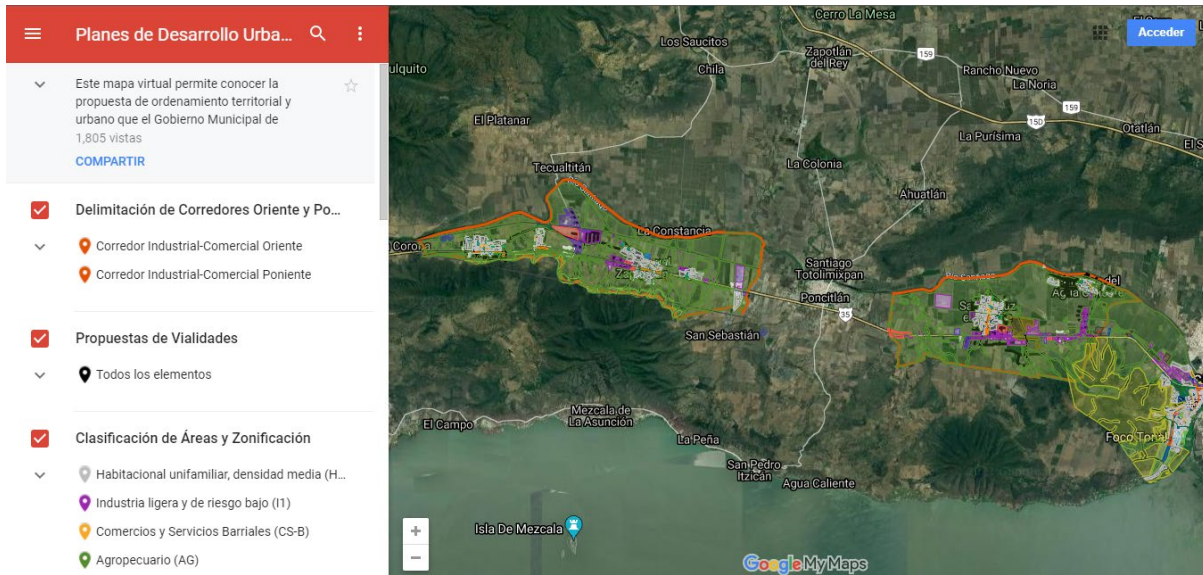 Planes de Desarrollo Urba...
Este mapa virtual permite conocer la
propuesta de ordenamiento territorial y
urbano que el Gobierno Municipal de
1,805 vistas
COMPARTIR
Delimitación de Corredores Oriente y Po...
Corredor Industrial-Comercial Oriente
Corredor Industrial-Comercial Poniente
Propuestas de Vialidades
Todos los elementos
Clasificación de Áreas y Zonificación
Habitacional unifamiliar, densidad media (H...
Industria ligera y de riesgo bajo (I1)
Comercios y Servicios Barriales (CS-B)
Agropecuario (AG)
Acceder
Cerro La Mesa
Los Saucitos
Zapotlán
del Rey
159
Chila
Rancho Nuevo
La Noria
159
El Platanar
15D
Otatlán
La Purísima
Tecualtitán
La Colonia
Ahuatlán
La Constancia
Santiago
Totolimixpan
Poncitlán
35
San Sebastián
Mezcala de
La Asunción
El Campo
La Peña
San Pedro
Itzicán
Agua Caliente
Isla De Mezcala
Google My Maps